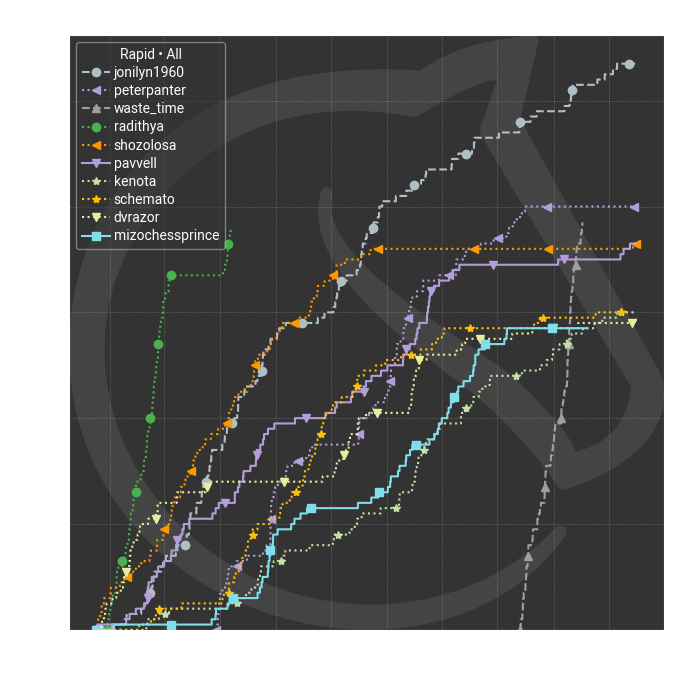 Rapid • All
jonilyn1960
peterpanter
waste_time
radithya
shozolosa
pavvell
kenota
schemato
dvrazor
mizochessprince